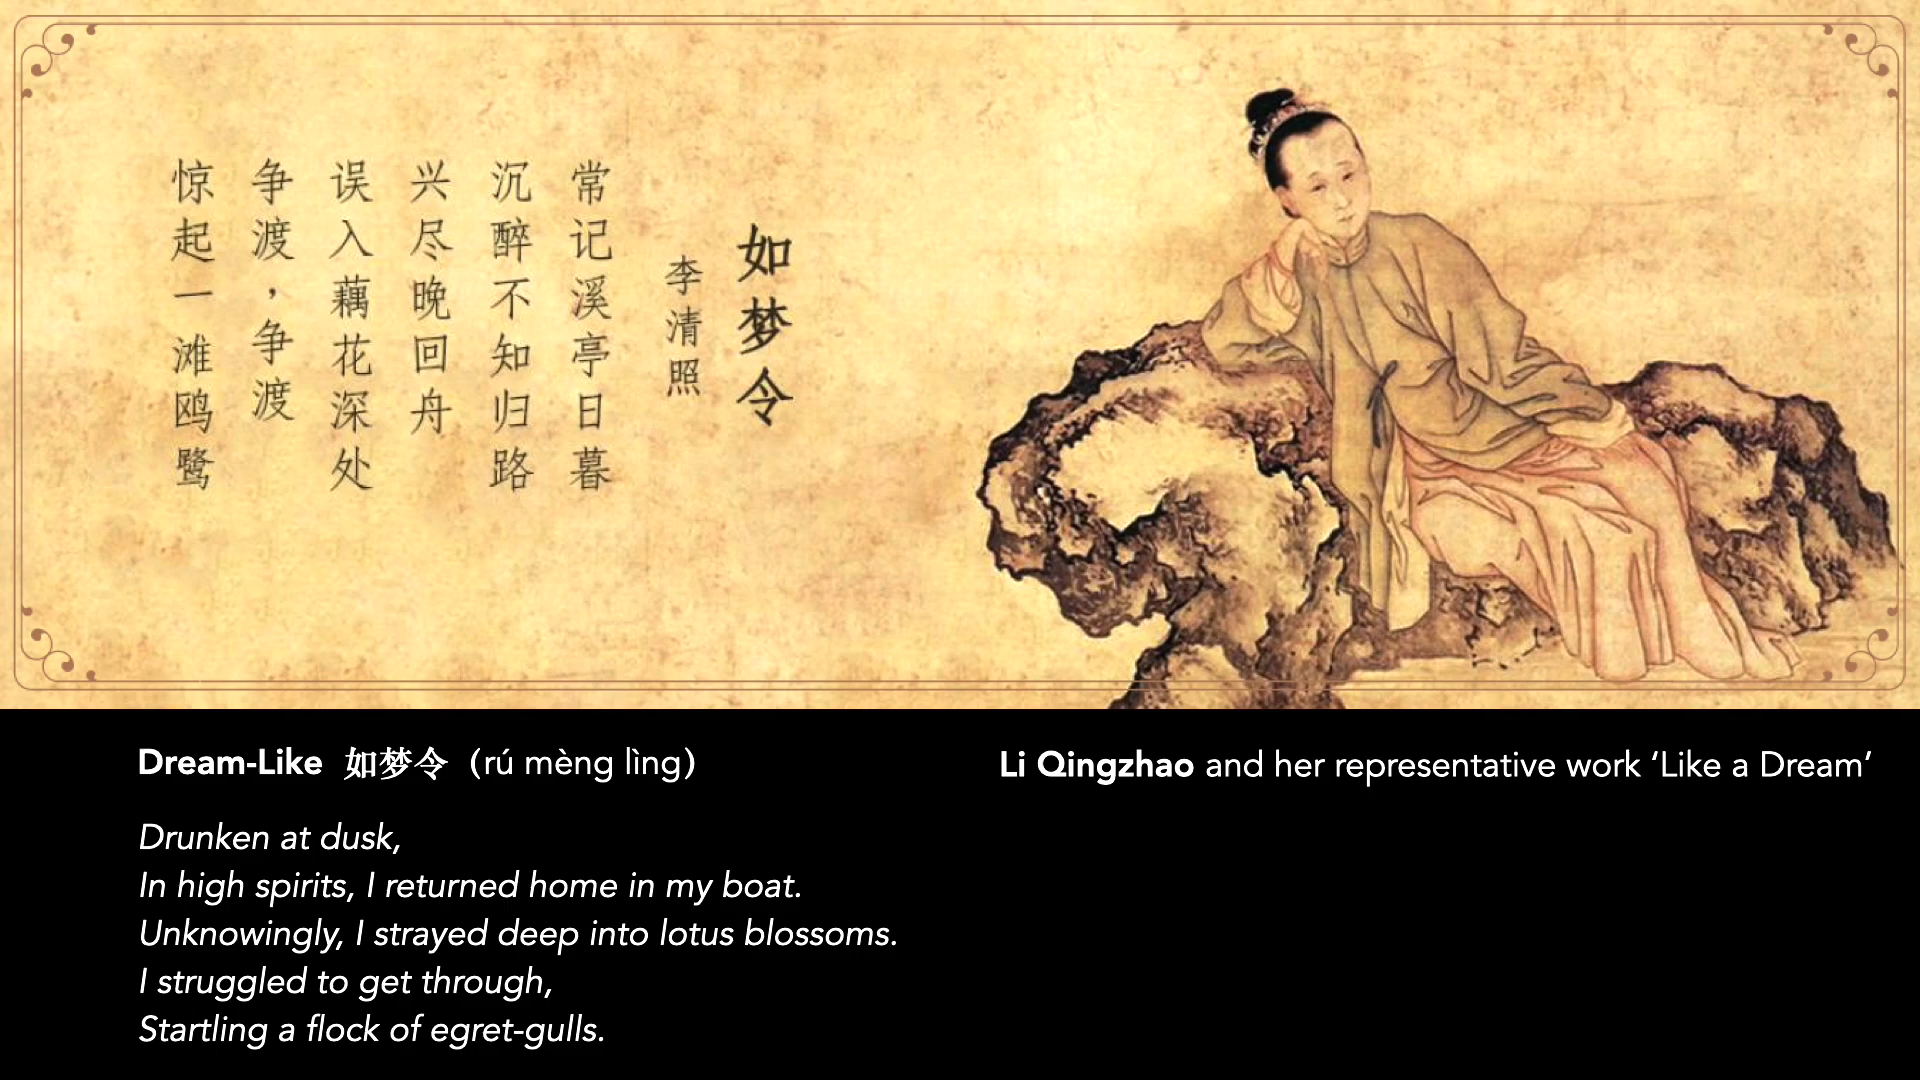 如梦令
李清照
常记溪亭日暮
沉醉不知归路
兴尽晚回舟
误入藕花深处
争渡，争渡
惊起一滩鸥鹭
Dream-Like 如梦令（rú mèng lìng)
Drunken at dusk,
In high spirits, I returned home in my boat.
Unknowingly, I strayed deep into lotus blossoms.
I struggled to get through,
Startling a flock of egret-gulls.
Li Qingzhao and her representative work ‘Like a Dream’